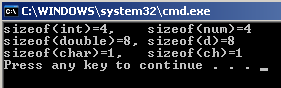 C:\WINDOWS\system32\cmd.exe
sizeof(int)=4,    sizeof(num)=4
sizeof(double)=8, sizeof(d)=8
sizeof(char)=1,   sizeof(ch)=1
Press any key to continue . . . _